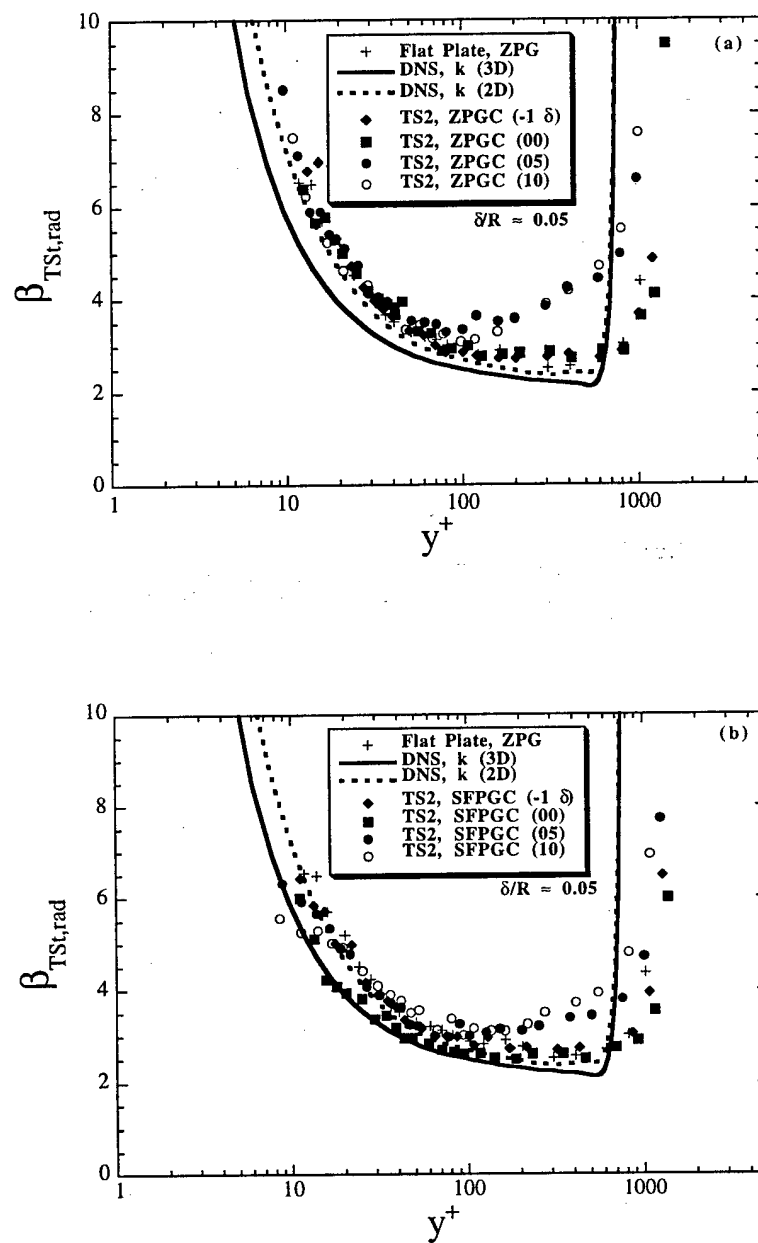 10
(a)
Flat Plate, ZPG
DNS, k (3D)
DNS, k (2D)
TS2, ZPGC (-1 δ)
TS2, ZPGC (00)
TS2, ZPGC (05)
TS2, ZPGC (10)
δ/R ≈ 0.05
8
6
4
2
0
βTSt,rad
1
10
100
1000
y+
10
(b)
Flat Plate, ZPG
DNS, k (3D)
DNS, k (2D)
TS2, SFPGC (-1 δ)
TS2, SFPGC (00)
TS2, SFPGC (05)
TS2, SFPGC (10)
δ/R ≈ 0.05
8
6
4
2
0
βTSt,rad
1
10
100
1000
y+